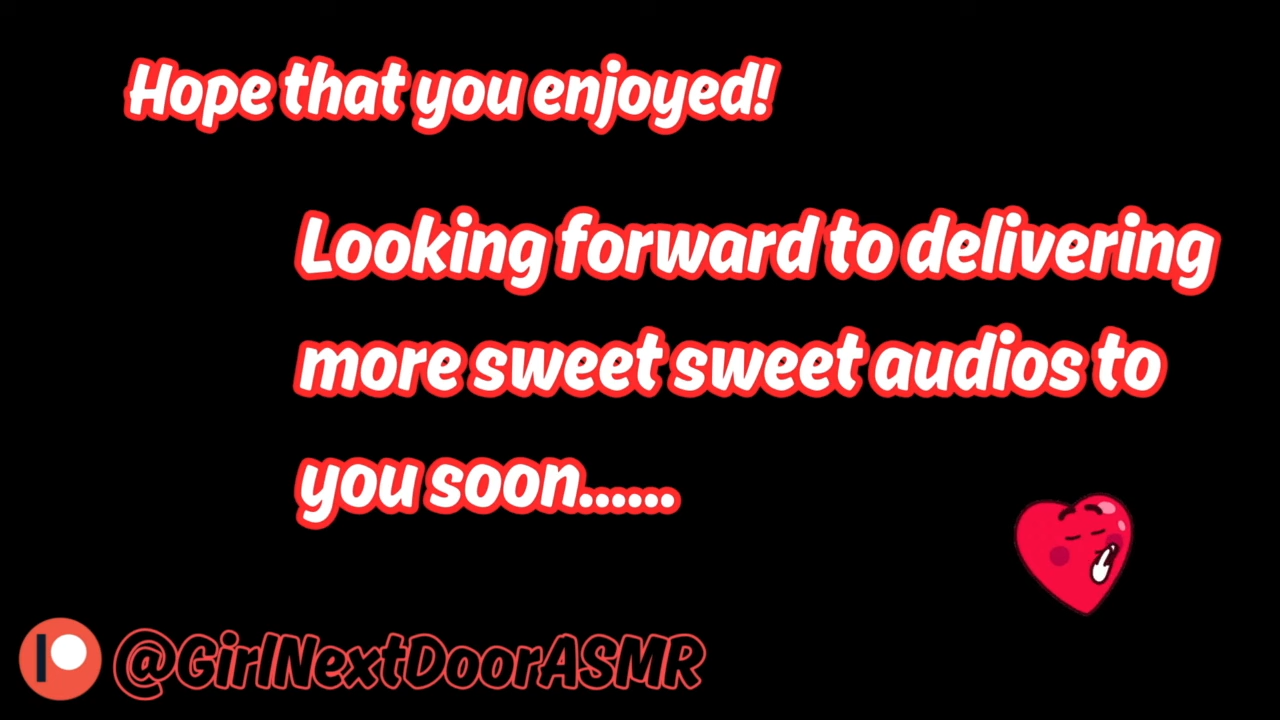 Hope that you enjoyed!
Looking forward to delivering
more sweet sweet audios to
you soon......
@GirlNextDoorASMR